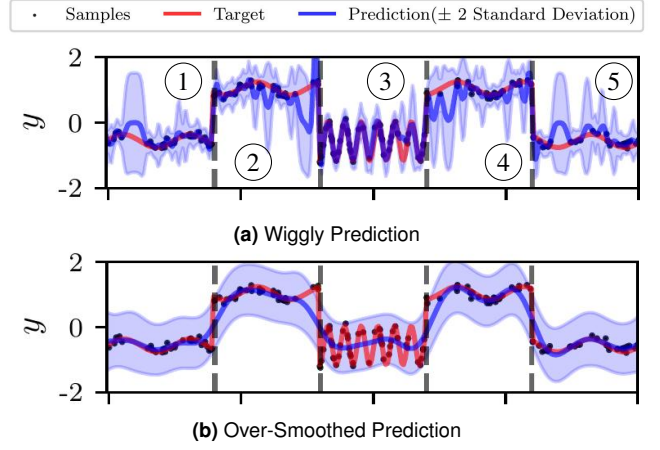 Samples Target Prediction(± 2 Standard Deviation)
2
1 3 5
y 0
2 4
-2
(a) Wiggly Prediction
2
y 0
-2
(b) Over-Smoothed Prediction